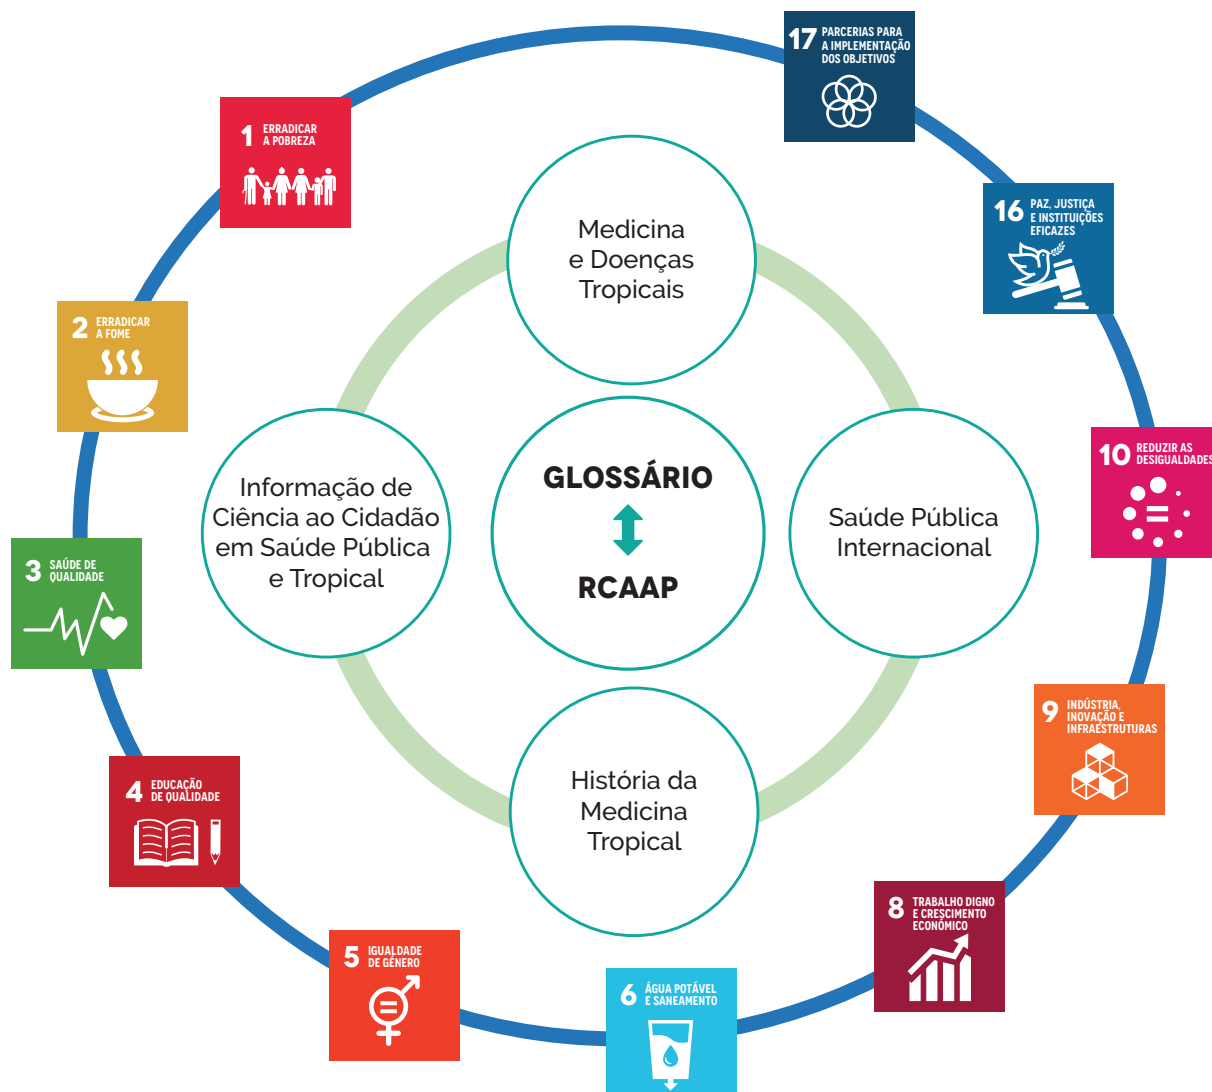 17 PARCERIAS PARA
A IMPLEMENTAÇÃO
DOS OBJETIVOS
1 ERRADICAR
A POBREZA
16 PAZ, JUSTIÇA
E INSTITUIÇÕES
EFICAZES
Medicina
e Doenças
Tropicais
2 ERRADICAR
A FOME
10 REDUZIR AS
DESIGUALDADES
Informação de
Ciência ao Cidadão
em Saúde Pública
e Tropical
GLOSSÁRIO
RCAAP
Saúde Pública
Internacional
3 SAÚDE DE
QUALIDADE
9 INDÚSTRIA,
INOVAÇÃO E
INFRAESTRUTURAS
4 EDUCAÇÃO
DE QUALIDADE
História da
Medicina
Tropical
8 TRABALHO DIGNO
E CRESCIMENTO
ECONÓMICO
5 IGUALDADE
DE GÉNERO
6 ÁGUA POTÁVEL
E SANEAMENTO